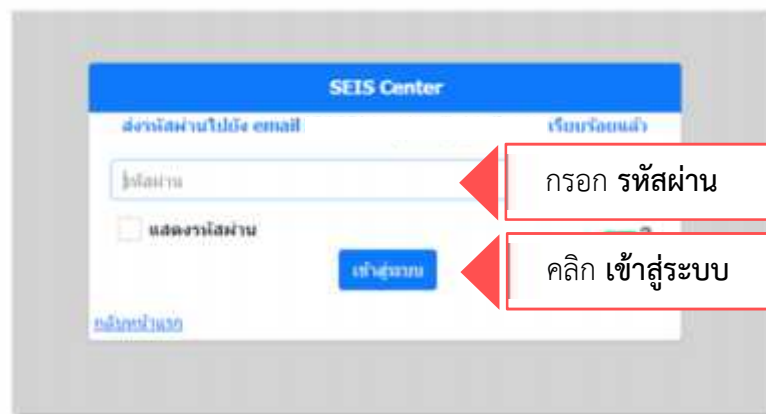 SEIS Center
ส่งรหัสผ่านไปยัง email เรียบร้อยแล้ว
รหัสผ่าน
กรอก รหัสผ่าน
แสดงรหัสผ่าน
เข้าสู่ระบบ
คลิก เข้าสู่ระบบ
กลับหน้าแรก